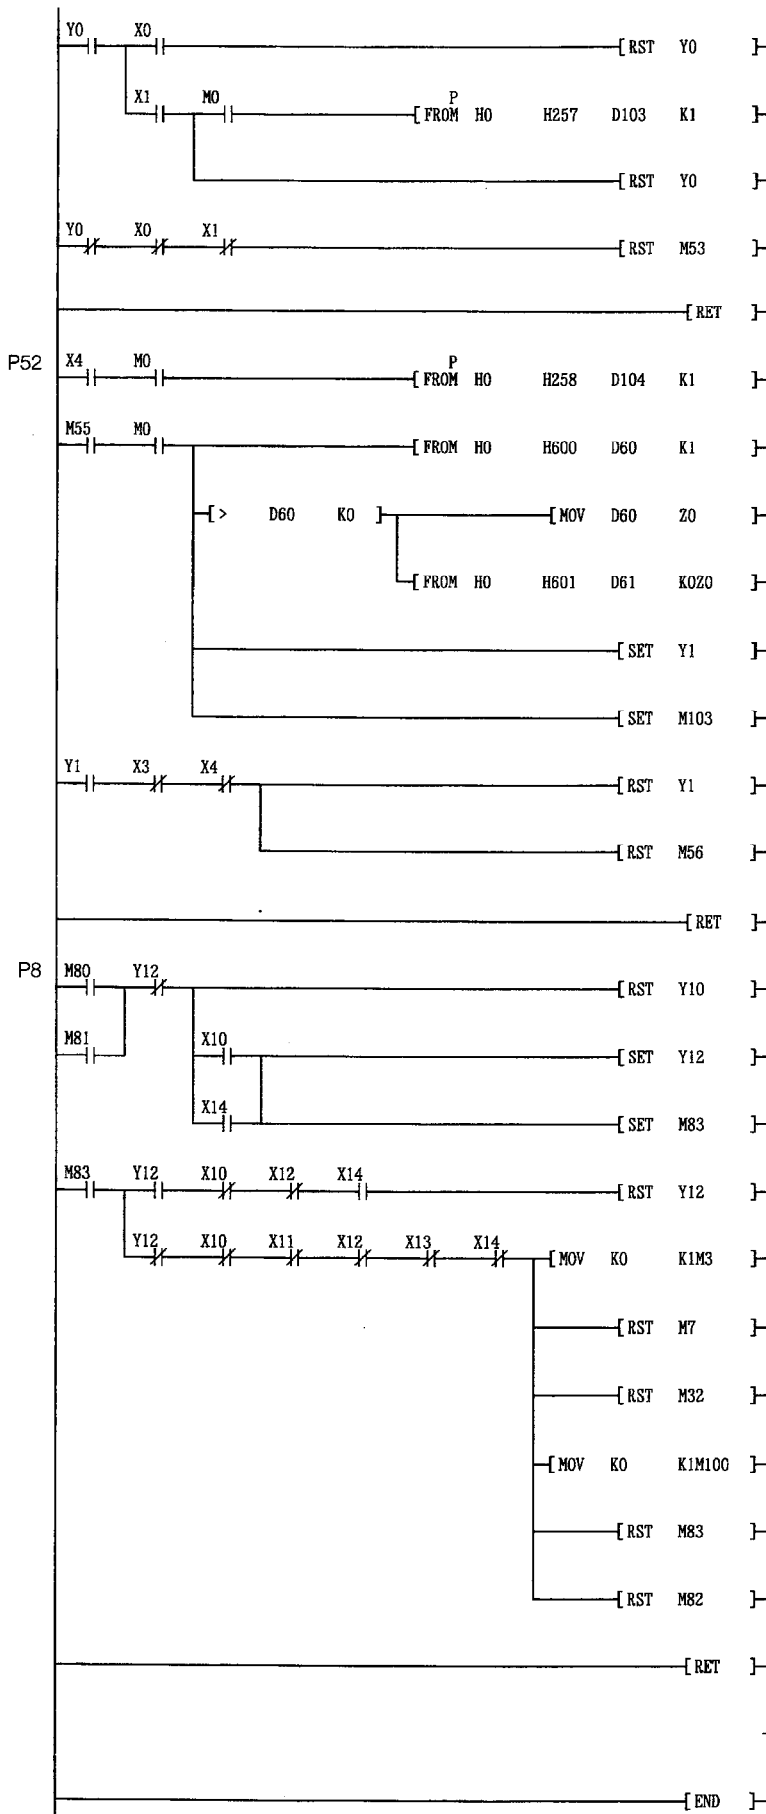 Y0 X0
[ RST Y0 ]
X1 M0 P
[ FROM H0 H257 D103 K1 ]
[ RST Y0 ]
Y0 X0 X1
[ RST M53 ]
[ RET ]
P52 X4 M0 P
[ FROM H0 H258 D104 K1 ]
M55 M0
[ FROM H0 H600 D60 K1 ]
[ > D60 K0 ] [ MOV D60 Z0 ]
[ FROM H0 H601 D61 K0Z0 ]
[ SET Y1 ]
[ SET M103 ]
Y1 X3 X4
[ RST Y1 ]
[ RST M56 ]
[ RET ]
P8 M80 Y12
[ RST Y10 ]
M81 X10
[ SET Y12 ]
X14
[ SET M83 ]
M83 Y12 X10 X12 X14
[ RST Y12 ]
Y12 X10 X11 X12 X13 X14
[ MOV K0 K1M3 ]
[ RST M7 ]
[ RST M32 ]
[ MOV K0 K1M100 ]
[ RST M83 ]
[ RST M82 ]
[ RET ]
[ END ]